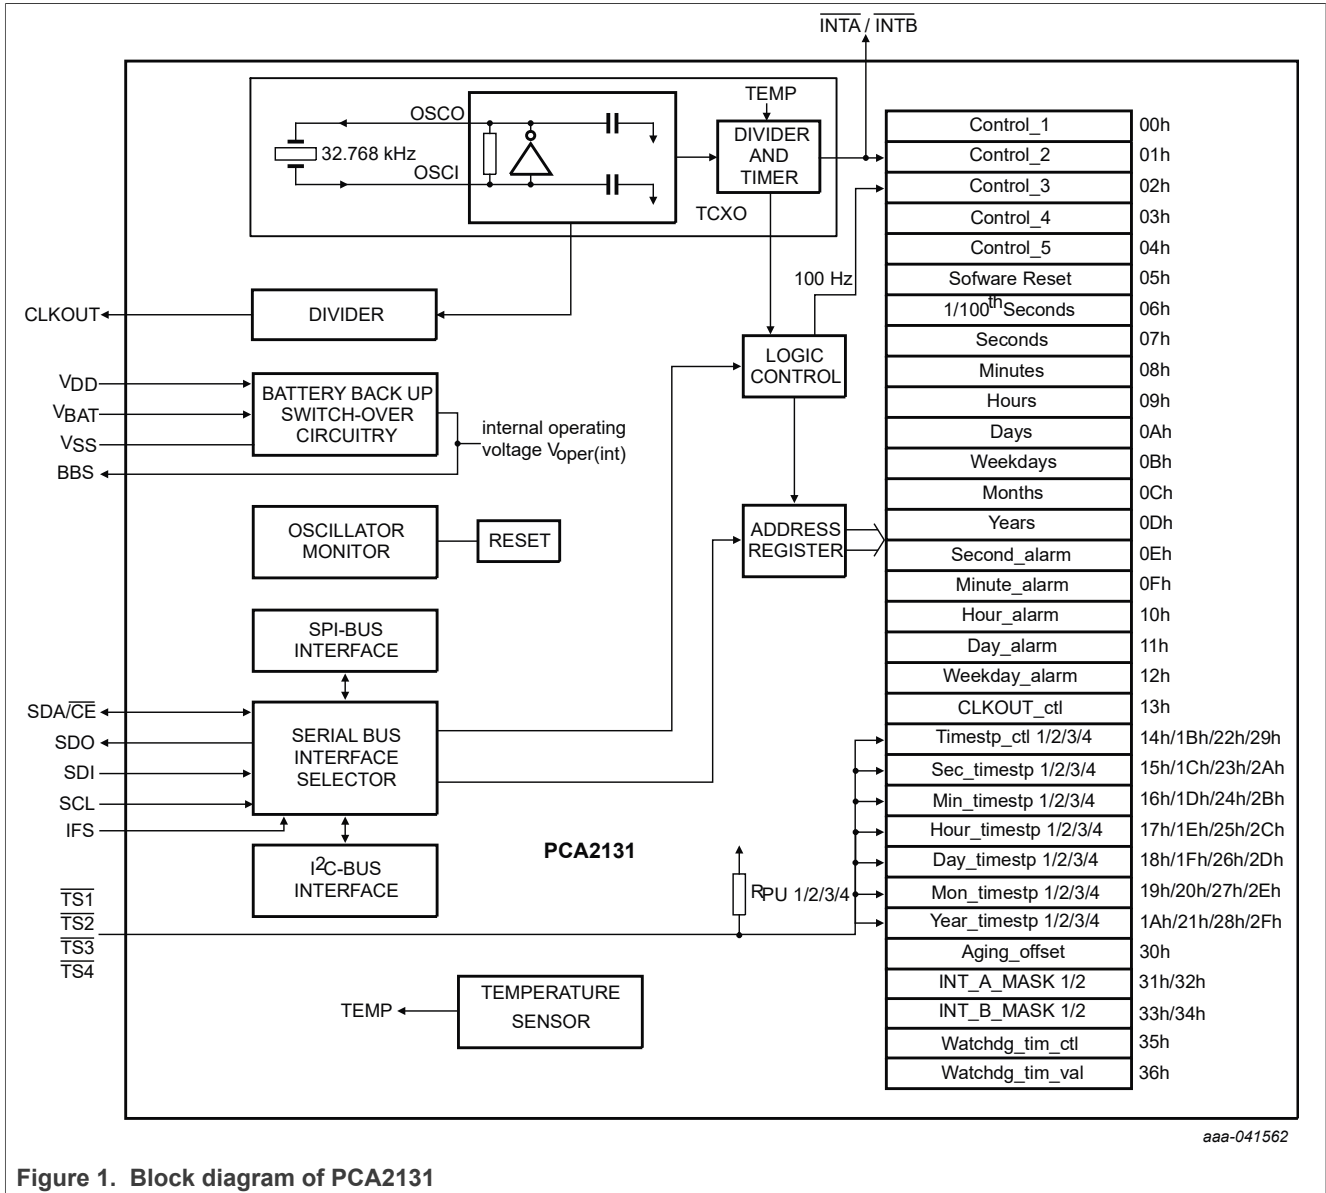 INTA / INTB
OSCO
32.768 kHz
OSCI
TEMP
DIVIDER
AND
TIMER
TCXO
100 Hz
CLKOUT
DIVIDER
VDD
VBAT
VSS
BBS
BATTERY BACK UP
SWITCH-OVER
CIRCUITRY
internal operating
voltage Voper(int)
LOGIC
CONTROL
OSCILLATOR
MONITOR
RESET
ADDRESS
REGISTER
SPI-BUS
INTERFACE
SDA/CE
SDO
SDI
SCL
IFS
SERIAL BUS
INTERFACE
SELECTOR
I2C-BUS
INTERFACE
PCA2131
RPU 1/2/3/4
TS1
TS2
TS3
TS4
TEMP
TEMPERATURE
SENSOR
Control_1 00h
Control_2 01h
Control_3 02h
Control_4 03h
Control_5 04h
Sofware Reset 05h
1/100th Seconds 06h
Seconds 07h
Minutes 08h
Hours 09h
Days 0Ah
Weekdays 0Bh
Months 0Ch
Years 0Dh
Second_alarm 0Eh
Minute_alarm 0Fh
Hour_alarm 10h
Day_alarm 11h
Weekday_alarm 12h
CLKOUT_ctl 13h
Timestp_ctl 1/2/3/4 14h/1Bh/22h/29h
Sec_timestp 1/2/3/4 15h/1Ch/23h/2Ah
Min_timestp 1/2/3/4 16h/1Dh/24h/2Bh
Hour_timestp 1/2/3/4 17h/1Eh/25h/2Ch
Day_timestp 1/2/3/4 18h/1Fh/26h/2Dh
Mon_timestp 1/2/3/4 19h/20h/27h/2Eh
Year_timestp 1/2/3/4 1Ah/21h/28h/2Fh
Aging_offset 30h
INT_A_MASK 1/2 31h/32h
INT_B_MASK 1/2 33h/34h
Watchdg_tim_ctl 35h
Watchdg_tim_val 36h
aaa-041562
Figure 1. Block diagram of PCA2131